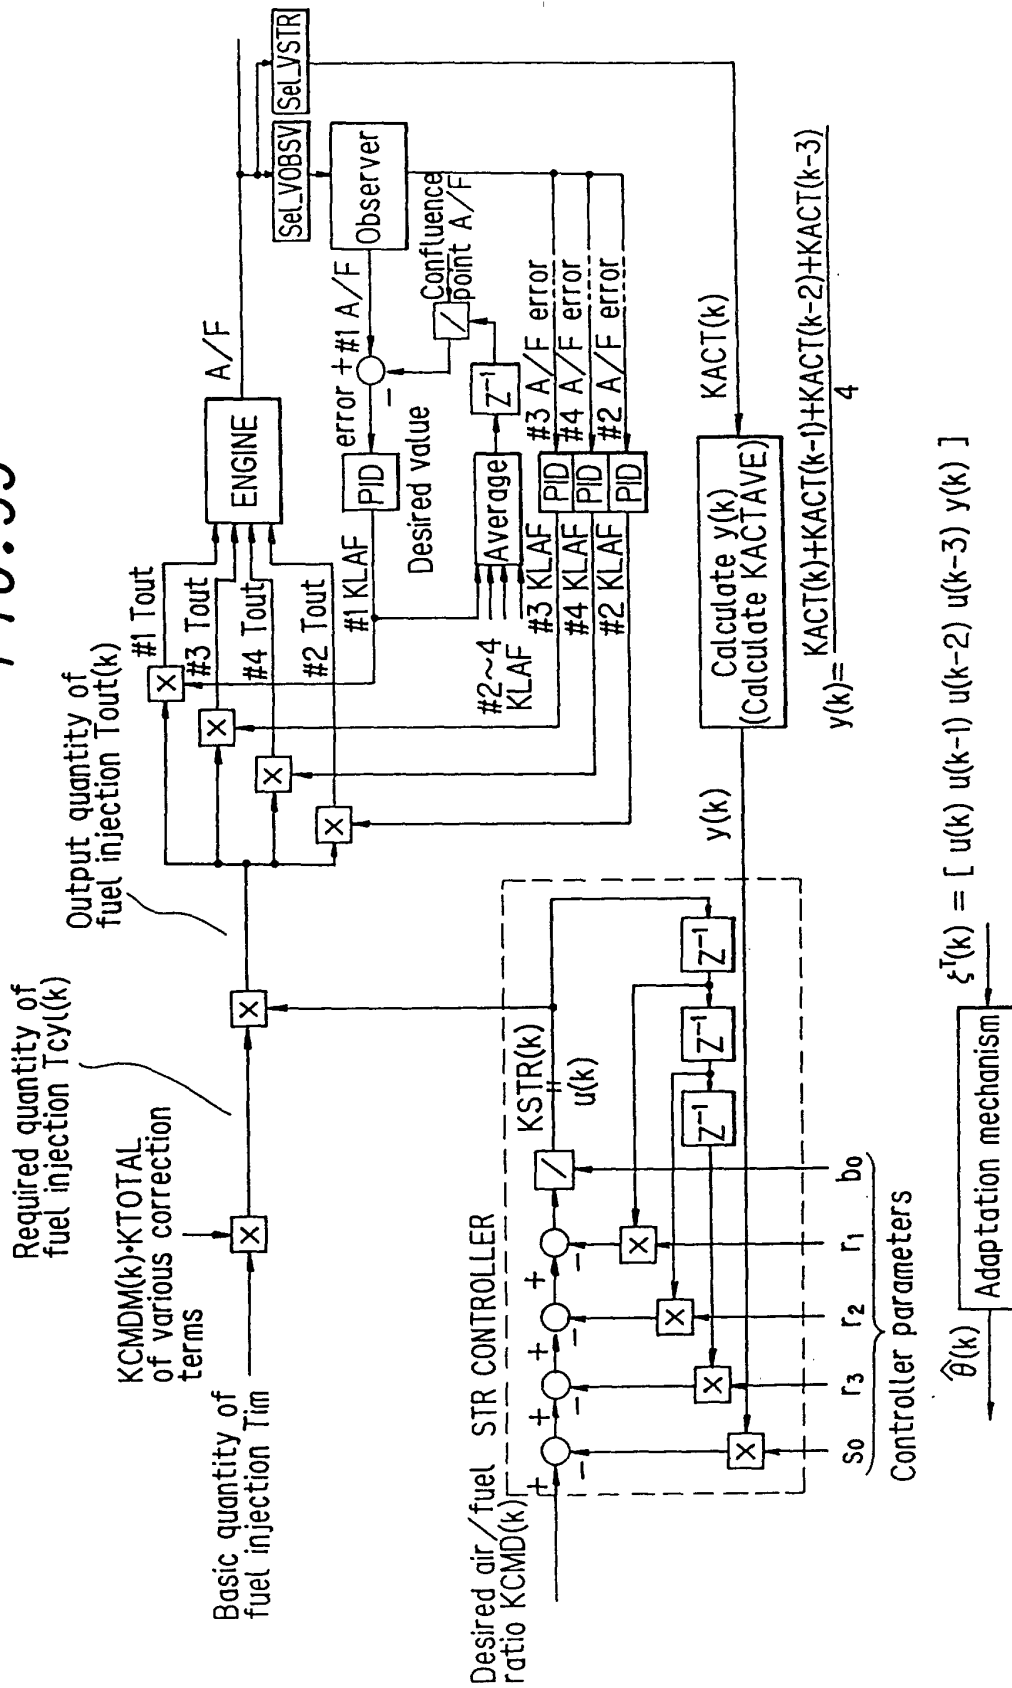 Required quantity of
fuel injection Tcyl(k)
Output quantity of
fuel injection Tout(k)
KCMDM(k)•KTOTAL
of various correction
terms
Basic quantity of
fuel injection Tim
X
X
X
X
X
X
#1 Tout
#3 Tout
#4 Tout
#2 Tout
ENGINE
A/F
Sel_VOBSV
Sel_VSTR
Observer
#1 A/F
+
−
error
PID
Desired value
#1 KLAF
Confluence
point A/F
/
Z⁻¹
Average
#2~4
KLAF
#3 A/F error
#4 A/F error
#2 A/F error
PID
PID
PID
#3 KLAF
#4 KLAF
#2 KLAF
Desired air/fuel
ratio KCMD(k)
STR CONTROLLER
+
−
+
−
+
−
+
−
/
KSTR(k)
=
u(k)
Z⁻¹
Z⁻¹
Z⁻¹
X
X
X
X
s0
r3
r2
r1
b0
Controller parameters
y(k)
KACT(k)
Calculate y(k)
(Calculate KACTAVE)
y(k)= KACT(k)+KACT(k-1)+KACT(k-2)+KACT(k-3)
4
θ̂(k)
Adaptation mechanism
ξᵀ(k) = [ u(k) u(k-1) u(k-2) u(k-3) y(k) ]